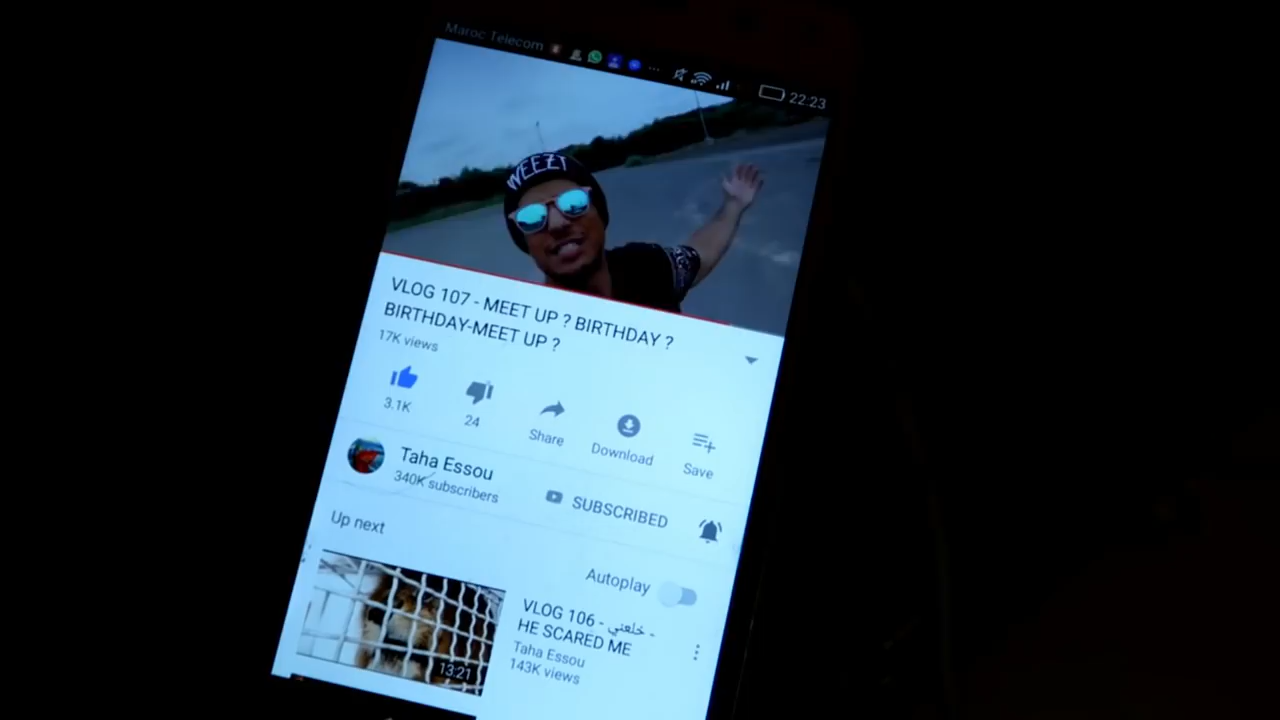 Maroc Telecom
22:23
WEEZY
VLOG 107 - MEET UP ? BIRTHDAY ?
BIRTHDAY-MEET UP ?
17K views
3.1K
24
Share
Download
Save
Taha Essou
340K subscribers
SUBSCRIBED
Up next
Autoplay
13:21
VLOG 106 - خلعني -
HE SCARED ME
Taha Essou
143K views